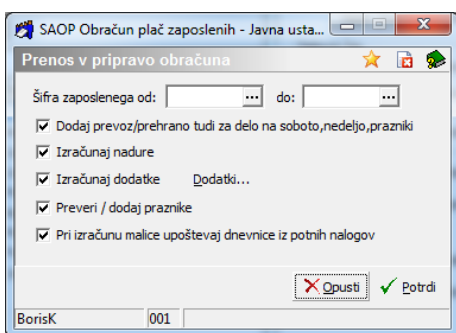 SAOP Obračun plač zaposlenih - Javna usta...
Prenos v pripravo obračuna
Šifra zaposlenega od: ... do: ...
Dodaj prevoz/prehrano tudi za delo na soboto,nedeljo,prazniki
Izračunaj nadure
Izračunaj dodatke Dodatki...
Preveri / dodaj praznike
Pri izračunu malice upoštevaj dnevnice iz potnih nalogov
Opusti Potrdi
BorisK 001